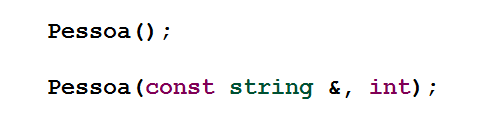 Pessoa();
Pessoa(const string &, int);